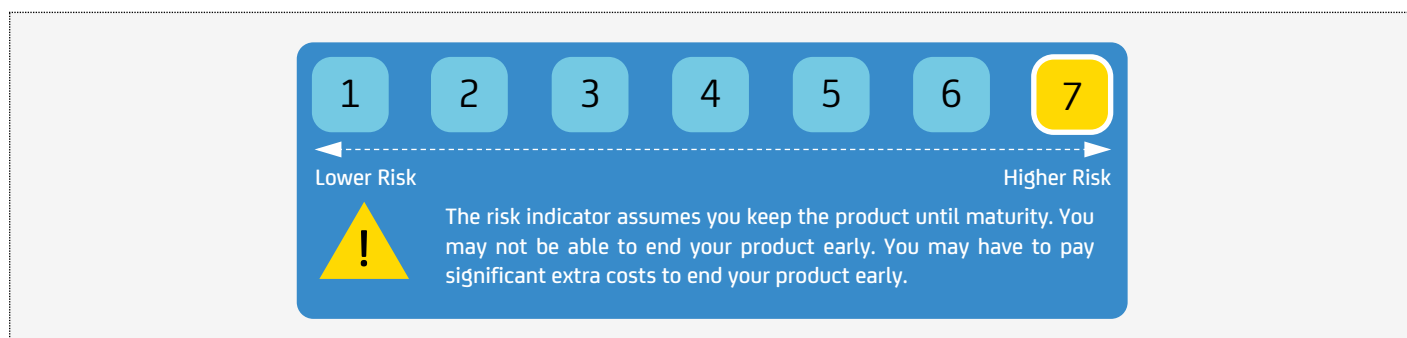 1 2 3 4 5 6 7
Lower Risk Higher Risk
!
The risk indicator assumes you keep the product until maturity. You
may not be able to end your product early. You may have to pay
significant extra costs to end your product early.